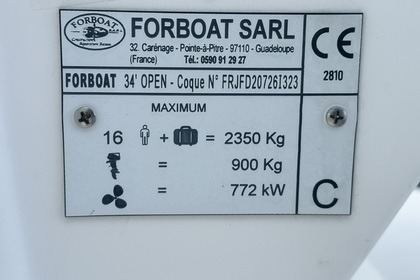 FORBOAT
FORBOAT SARL
32. Carénage - Pointe-à-Pitre - 97110 - Guadeloupe
(France) Tél.: 0590 91 29 27
CE
2810
FORBOAT 34' OPEN - Coque N° FRJFD20726I323
MAXIMUM
16 + = 2350 Kg
= 900 Kg
= 772 kW
C